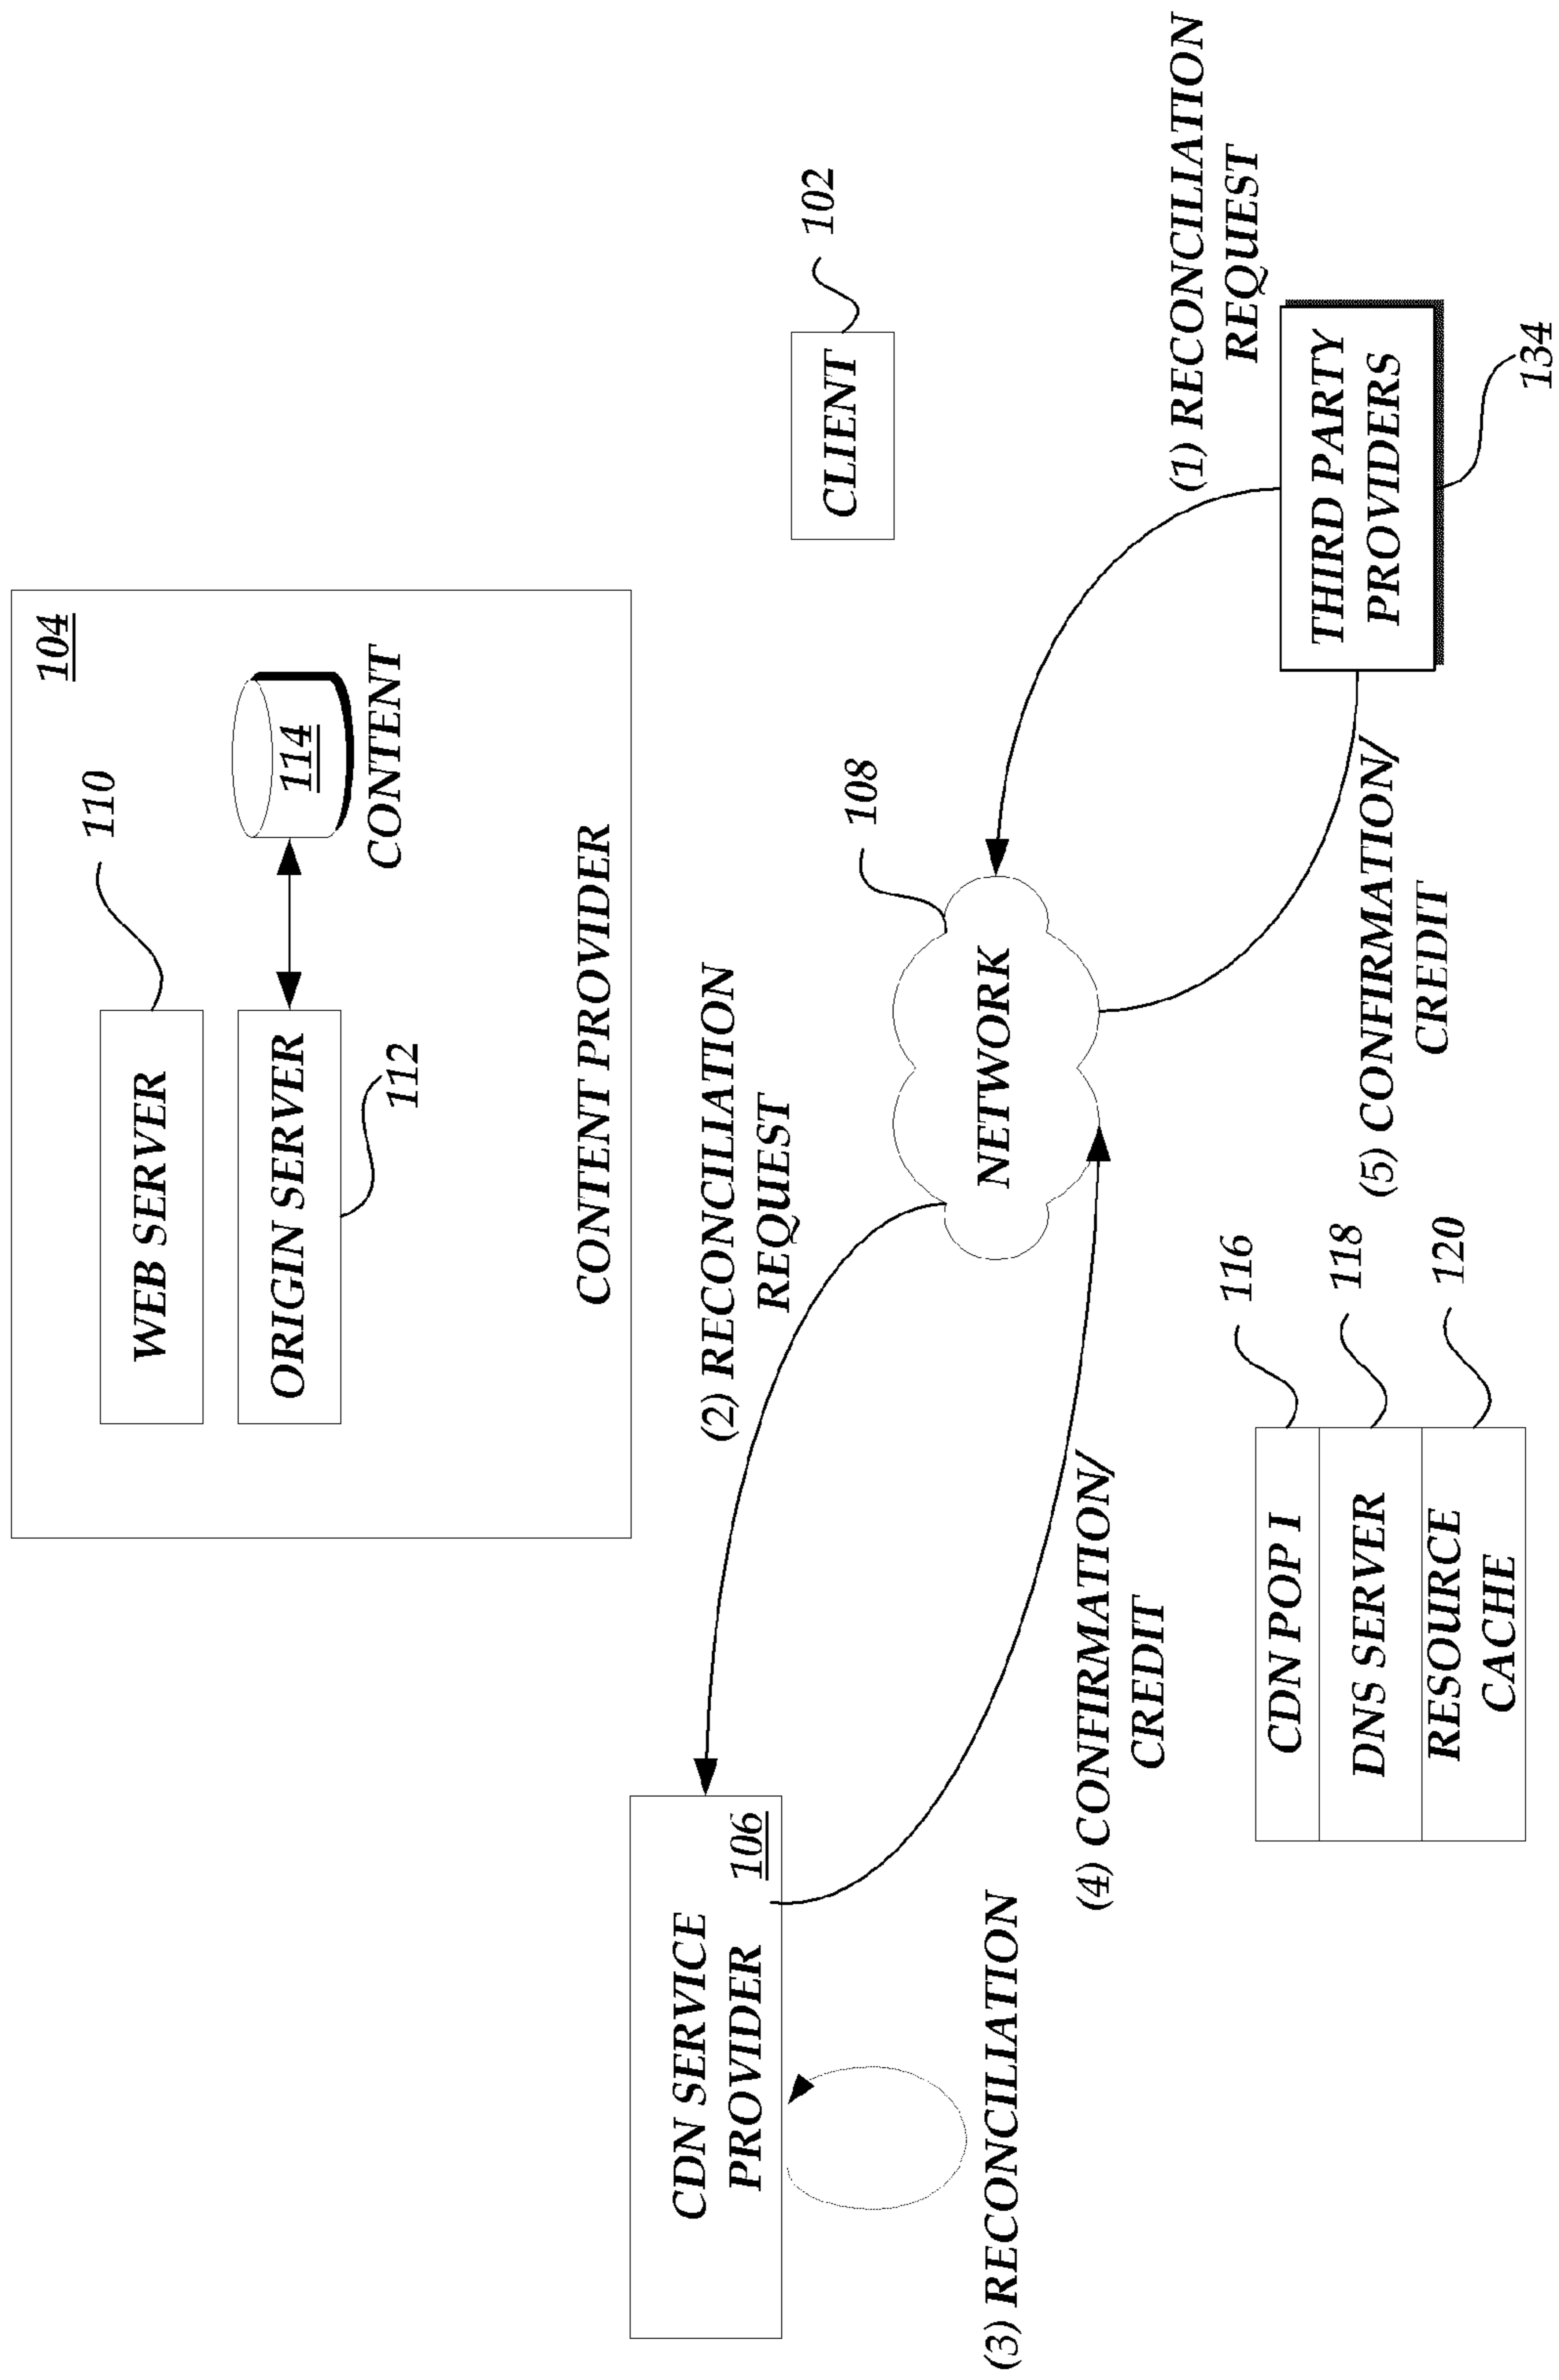 104
WEB SERVER
110
ORIGIN SERVER
112
114
CONTENT
CONTENT PROVIDER
CDN SERVICE
PROVIDER
106
(2) RECONCILIATION
REQUEST
CLIENT
102
108
NETWORK
(3) RECONCILIATION
(4) CONFIRMATION/
CREDIT
(1) RECONCILIATION
REQUEST
THIRD PARTY
PROVIDERS
134
(5) CONFIRMATION/
CREDIT
CDN POP I
116
DNS SERVER
118
RESOURCE
CACHE
120